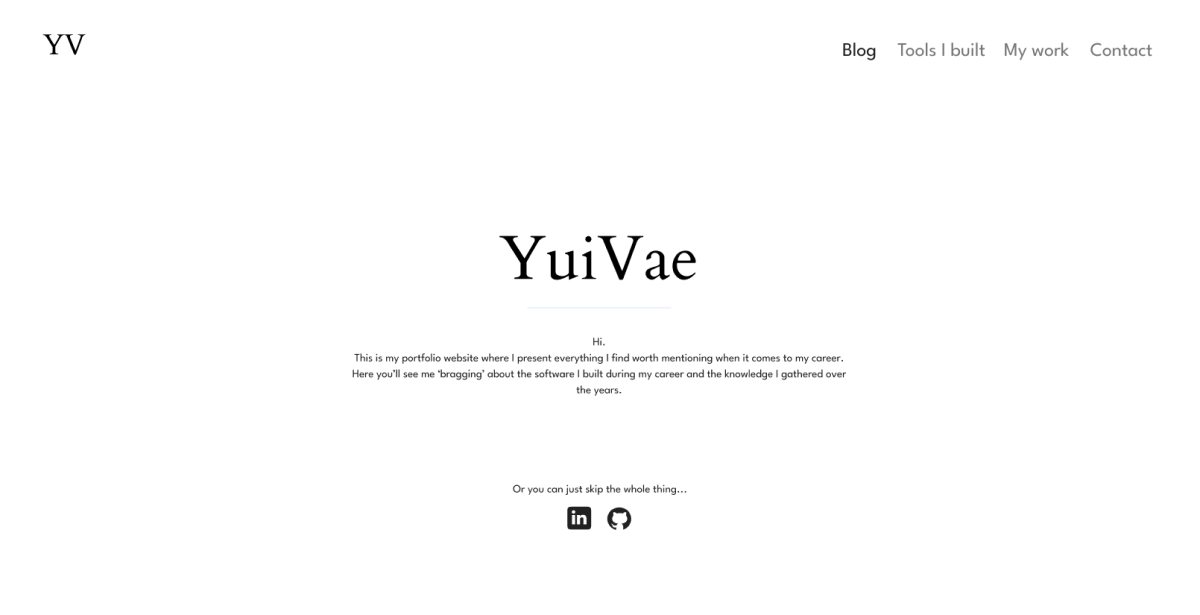 YV
Blog Tools I built My work Contact
YuiVae
Hi.
This is my portfolio website where I present everything I find worth mentioning when it comes to my career.
Here you’ll see me ‘bragging’ about the software I built during my career and the knowledge I gathered over
the years.
Or you can just skip the whole thing...
in